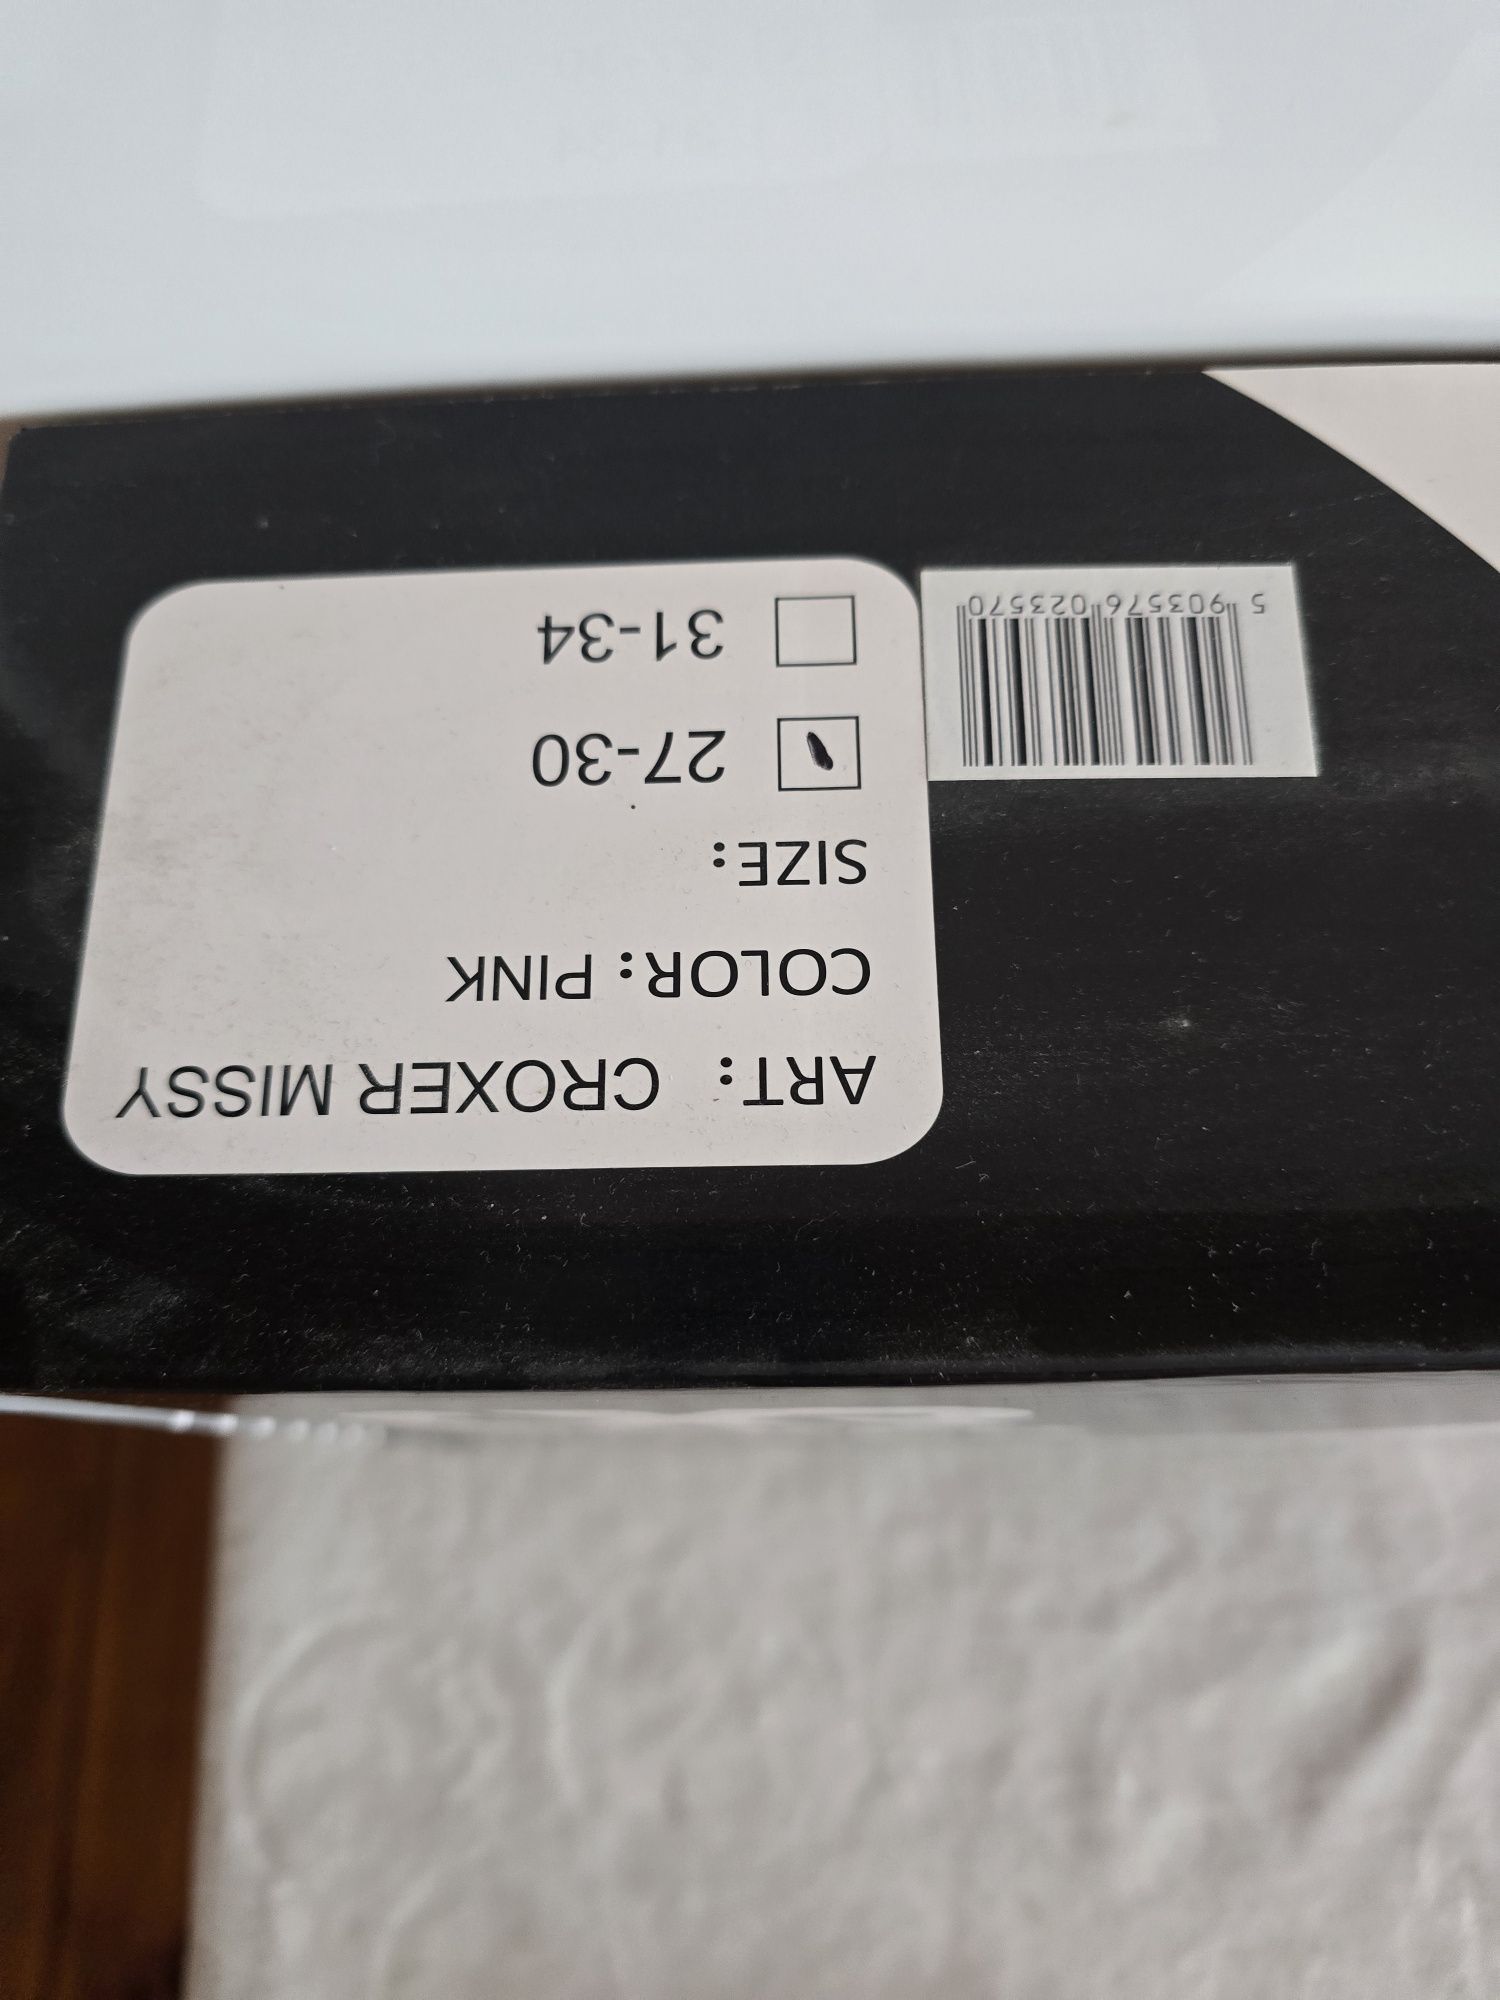 ART: CROXER MISSY
COLOR: PINK
SIZE:
27-30
31-34
5 903576 023570